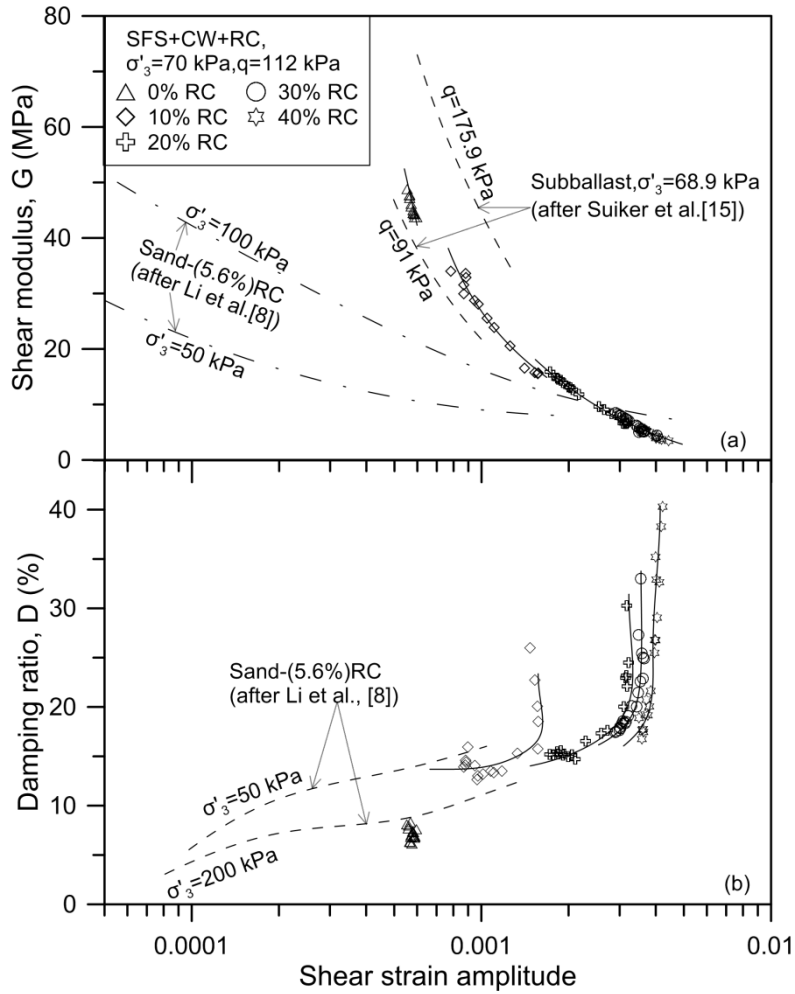 80
60
40
20
0
Shear modulus, G (MPa)
SFS+CW+RC,
σ'3=70 kPa,q=112 kPa
0% RC
30% RC
10% RC
40% RC
20% RC
q=175.9 kPa
Subballast,σ'3=68.9 kPa
(after Suiker et al.[15])
q=91 kPa
σ'3=100 kPa
Sand-(5.6%)RC
(after Li et al.[8])
σ'3=50 kPa
(a)
40
30
20
10
0
Damping ratio, D (%)
Sand-(5.6%)RC
(after Li et al., [8])
σ'3=50 kPa
σ'3=200 kPa
(b)
0.0001
0.001
0.01
Shear strain amplitude